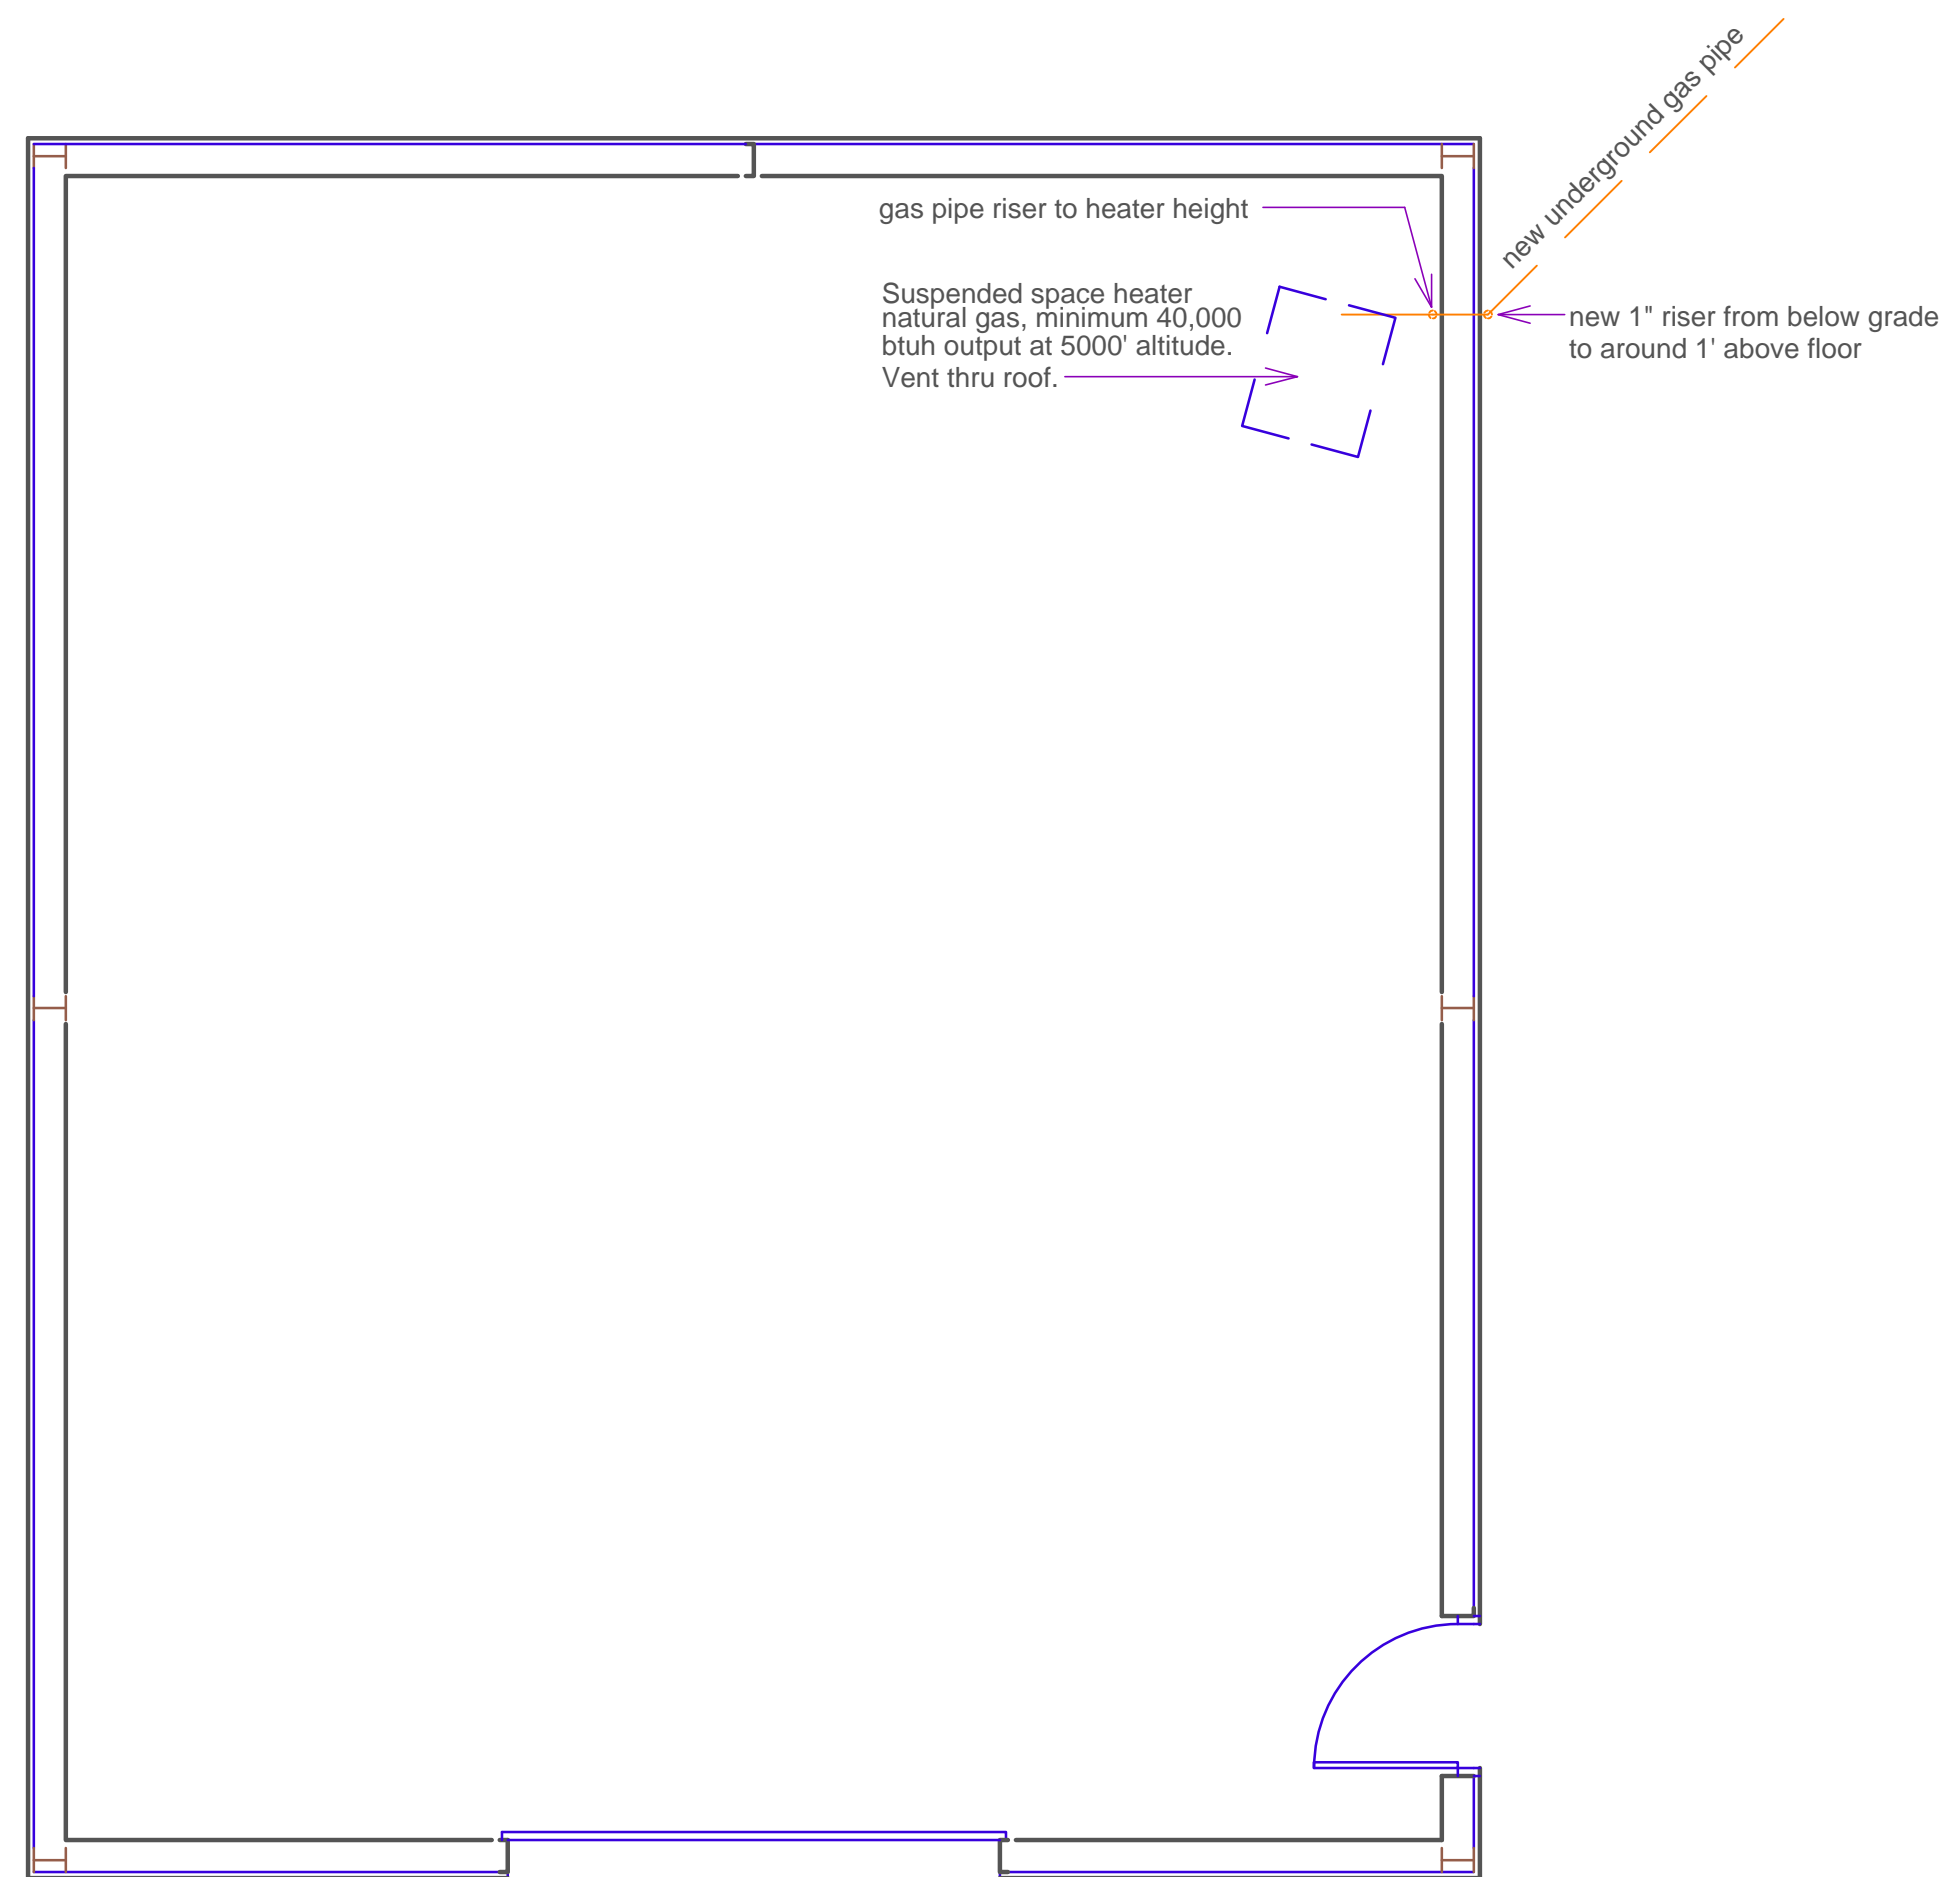 new underground gas pipe
gas pipe riser to heater height
Suspended space heater
natural gas, minimum 40,000
btuh output at 5000' altitude.
Vent thru roof.
new 1" riser from below grade
to around 1' above floor